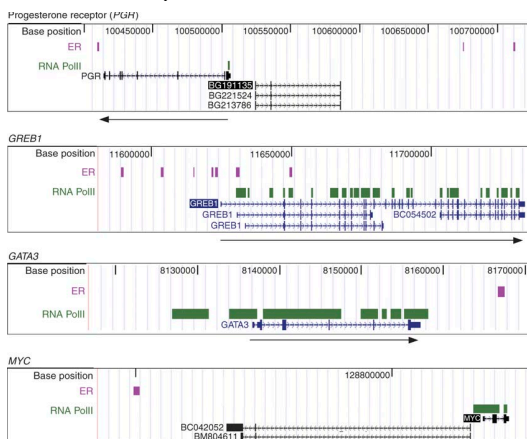 Progesterone receptor (PGR)
Base position 100450000 100500000 100550000 100600000 100650000 100700000
ER
RNA PolII
PGR
BG191135
BG221524
BG213786
GREB1
Base position 11600000 11650000 11700000
ER
RNA PolII
GREB1
GREB1 BC054502
GREB1
GATA3
Base position 8130000 8140000 8150000 8160000 8170000
ER
RNA PolII
GATA3
MYC
Base position 128800000
ER
RNA PolII
MYC
BC042052
BM804611